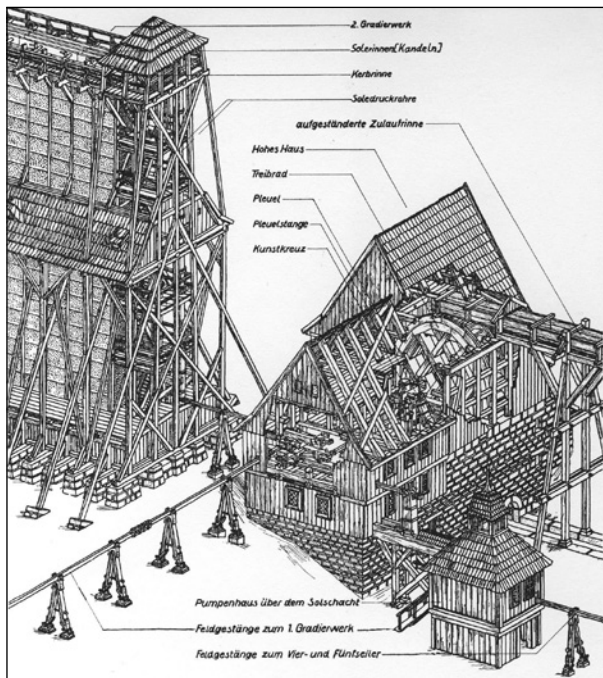 2. Gradierwerk
Solerinnen [Kandeln]
Kerbrinne
Soledruckrohre
aufgeständerte Zulaufrinne
Hohes Haus
Treibrad
Pleuel
Pleuelstange
Kunstkreuz
Pumpenhaus über dem Solschacht
Feldgestänge zum 1. Gradierwerk
Feldgestänge zum Vier- und Fünfseiler